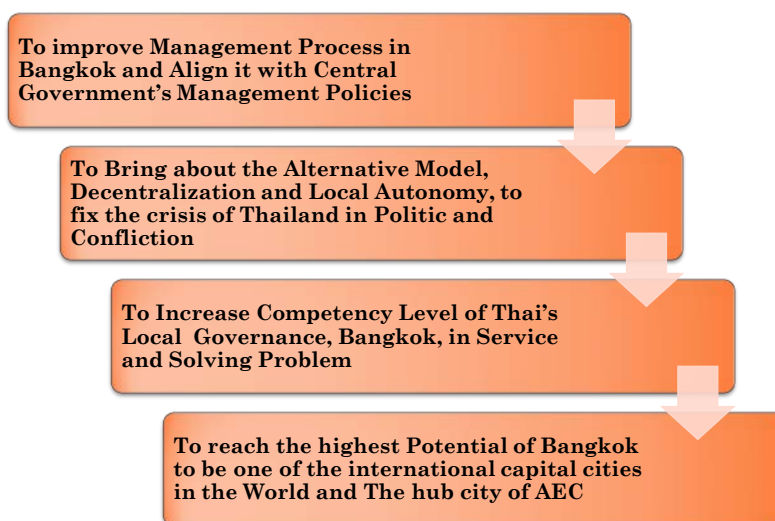 To improve Management Process in
Bangkok and Align it with Central
Government's Management Policies
To Bring about the Alternative Model,
Decentralization and Local Autonomy, to
fix the crisis of Thailand in Politic and
Confliction
To Increase Competency Level of Thai's
Local Governance, Bangkok, in Service
and Solving Problem
To reach the highest Potential of Bangkok
to be one of the international capital cities
in the World and The hub city of AEC